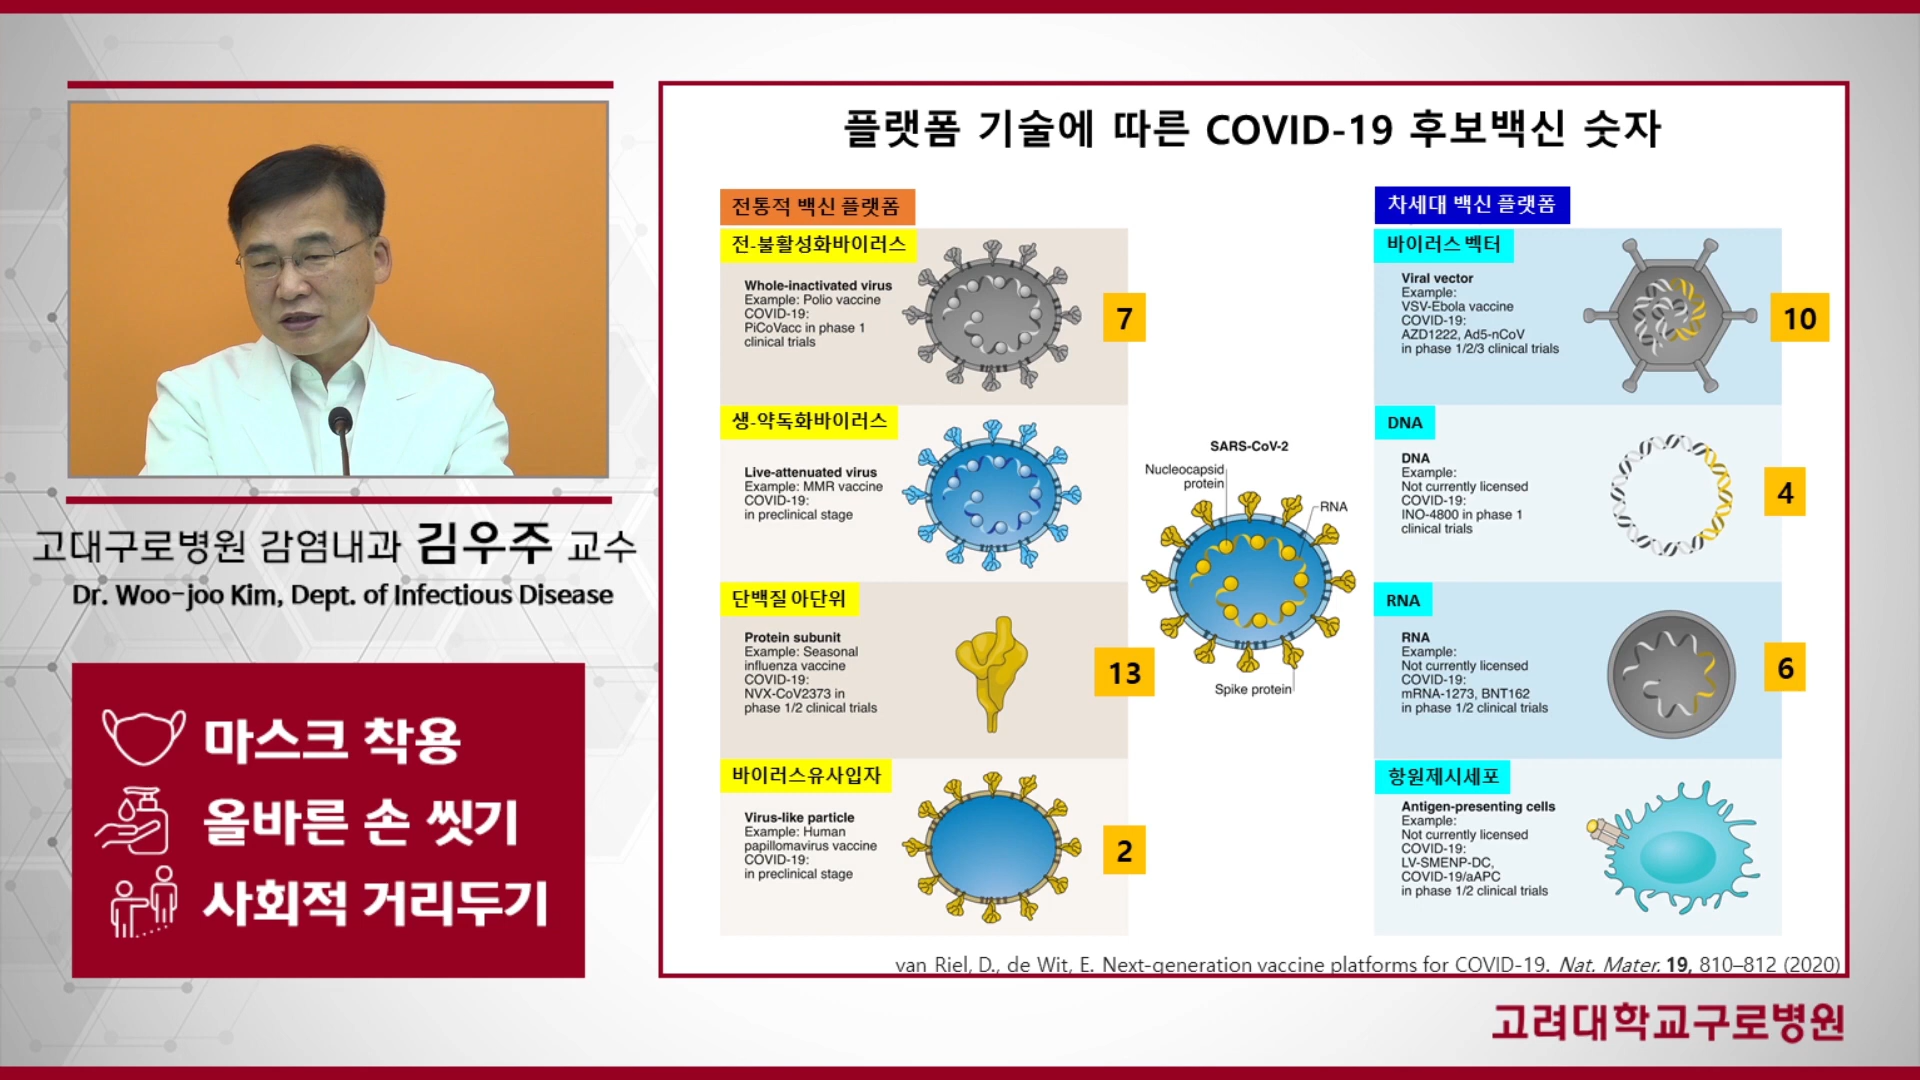 고대구로병원 감염내과 김우주 교수
Dr. Woo-joo Kim, Dept. of Infectious Disease
마스크 착용
올바른 손 씻기
사회적 거리두기
플랫폼 기술에 따른 COVID-19 후보백신 숫자
전통적 백신 플랫폼
전-불활성화바이러스
Whole-inactivated virus
Example: Polio vaccine
COVID-19:
PiCoVacc in phase 1
clinical trials
7
생-약독화바이러스
Live-attenuated virus
Example: MMR vaccine
COVID-19:
in preclinical stage
단백질 아단위
Protein subunit
Example: Seasonal
influenza vaccine
COVID-19:
NVX-CoV2373 in
phase 1/2 clinical trials
13
바이러스유사입자
Virus-like particle
Example: Human
papillomavirus vaccine
COVID-19:
in preclinical stage
2
SARS-CoV-2
Nucleocapsid
protein
RNA
Spike protein
차세대 백신 플랫폼
바이러스 벡터
Viral vector
Example:
VSV-Ebola vaccine
COVID-19:
AZD1222, Ad5-nCoV
in phase 1/2/3 clinical trials
10
DNA
DNA
Example:
Not currently licensed
COVID-19:
INO-4800 in phase 1
clinical trials
4
RNA
RNA
Example:
Not currently licensed
COVID-19:
mRNA-1273, BNT162
in phase 1/2 clinical trials
6
항원제시세포
Antigen-presenting cells
Example:
Not currently licensed
COVID-19:
LV-SMENP-DC,
COVID-19/aAPC
in phase 1/2 clinical trials
van Riel, D., de Wit, E. Next-generation vaccine platforms for COVID-19. Nat. Mater. 19, 810–812 (2020)
고려대학교구로병원